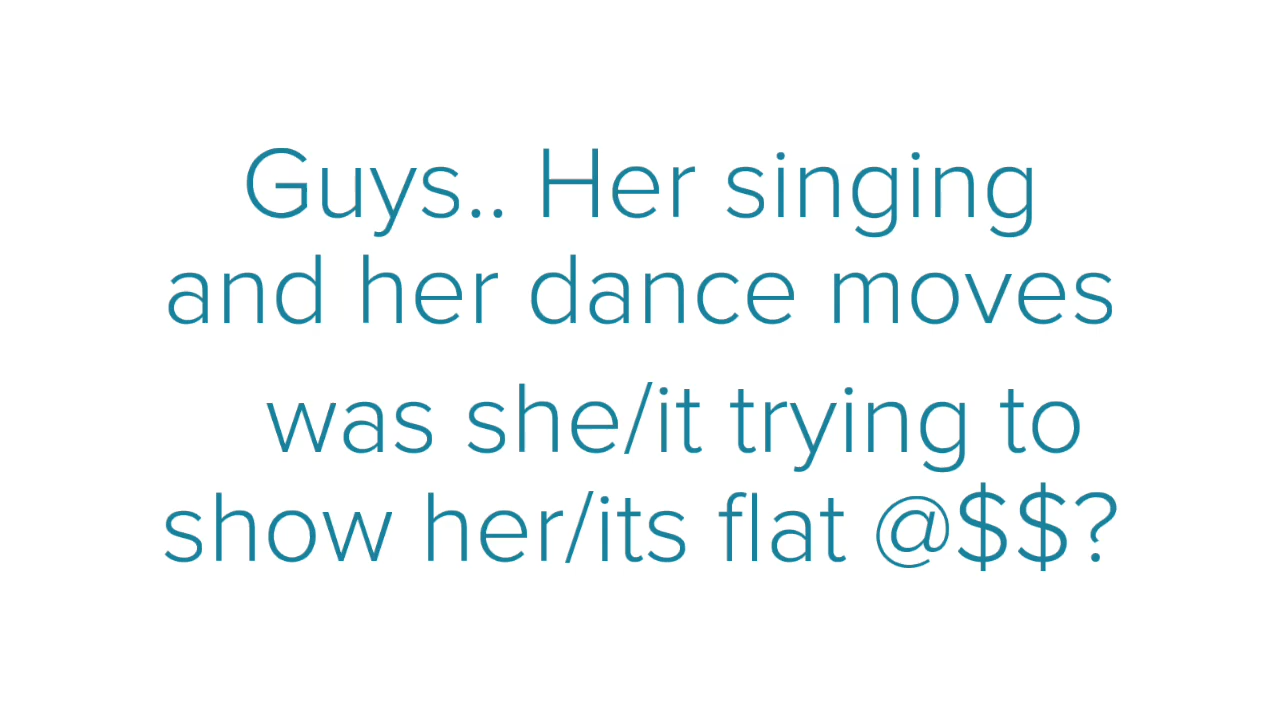 Guys.. Her singing
and her dance moves
was she/it trying to
show her/its flat @$$?